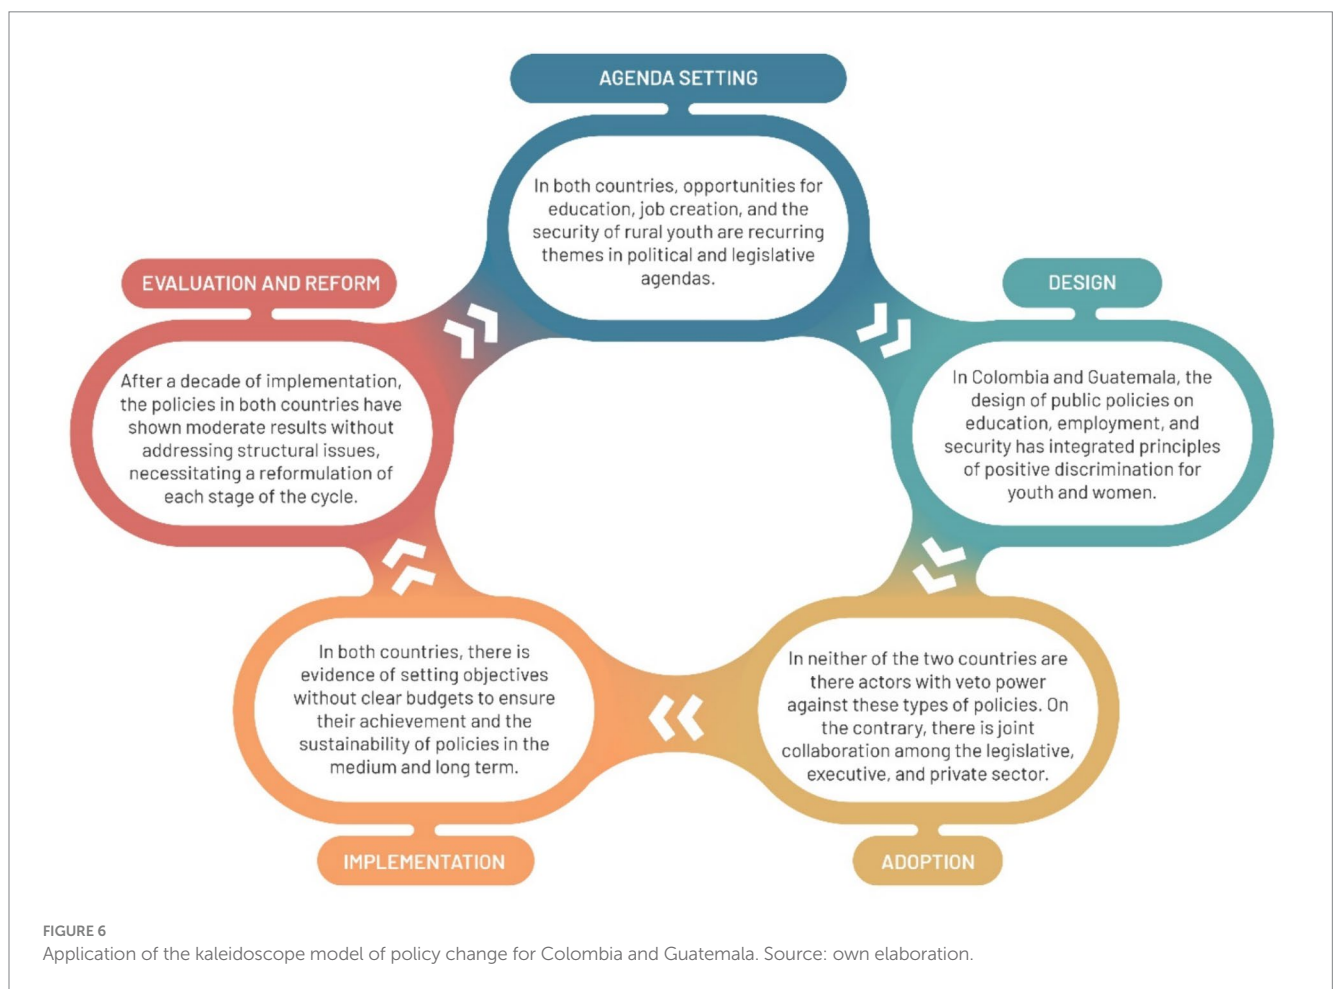 AGENDA SETTING
In both countries, opportunities for
education, job creation, and the
security of rural youth are recurring
themes in political and legislative
agendas.
DESIGN
In Colombia and Guatemala, the
design of public policies on
education, employment, and
security has integrated principles
of positive discrimination for
youth and women.
In neither of the two countries are
there actors with veto power
against these types of policies. On
the contrary, there is joint
collaboration among the legislative,
executive, and private sector.
ADOPTION
In both countries, there is
evidence of setting objectives
without clear budgets to ensure
their achievement and the
sustainability of policies in the
medium and long term.
IMPLEMENTATION
EVALUATION AND REFORM
After a decade of implementation,
the policies in both countries have
shown moderate results without
addressing structural issues,
necessitating a reformulation of
each stage of the cycle.
FIGURE 6
Application of the kaleidoscope model of policy change for Colombia and Guatemala. Source: own elaboration.